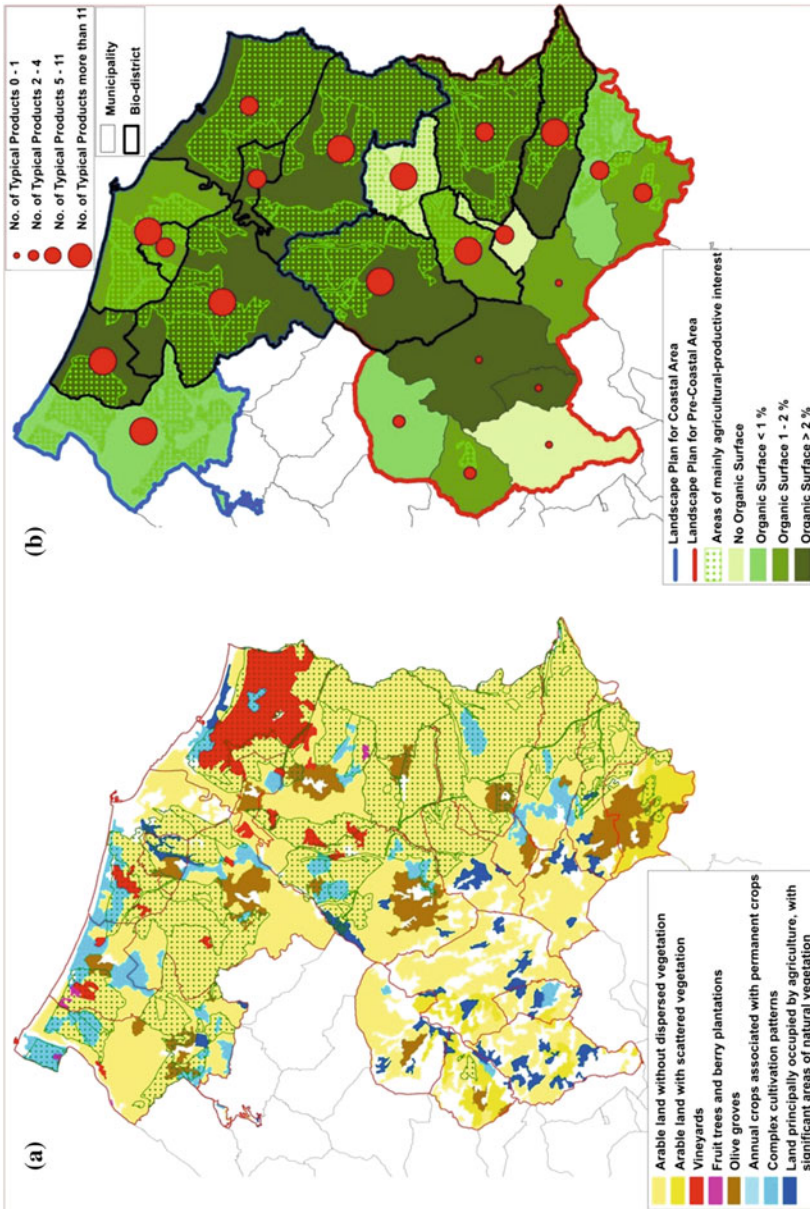 (a)
Arable land without dispersed vegetation
Arable land with scattered vegetation
Vineyards
Fruit trees and berry plantations
Olive groves
Annual crops associated with permanent crops
Complex cultivation patterns
Land principally occupied by agriculture, with
significant areas of natural vegetation
(b)
No. of Typical Products 0 - 1
No. of Typical Products 2 - 4
No. of Typical Products 5 - 11
No. of Typical Products more than 11
Municipality
Bio-district
Landscape Plan for Coastal Area
Landscape Plan for Pre-Coastal Area
Areas of mainly agricultural-productive interest
No Organic Surface
Organic Surface < 1 %
Organic Surface 1 - 2 %
Organic Surface > 2 %